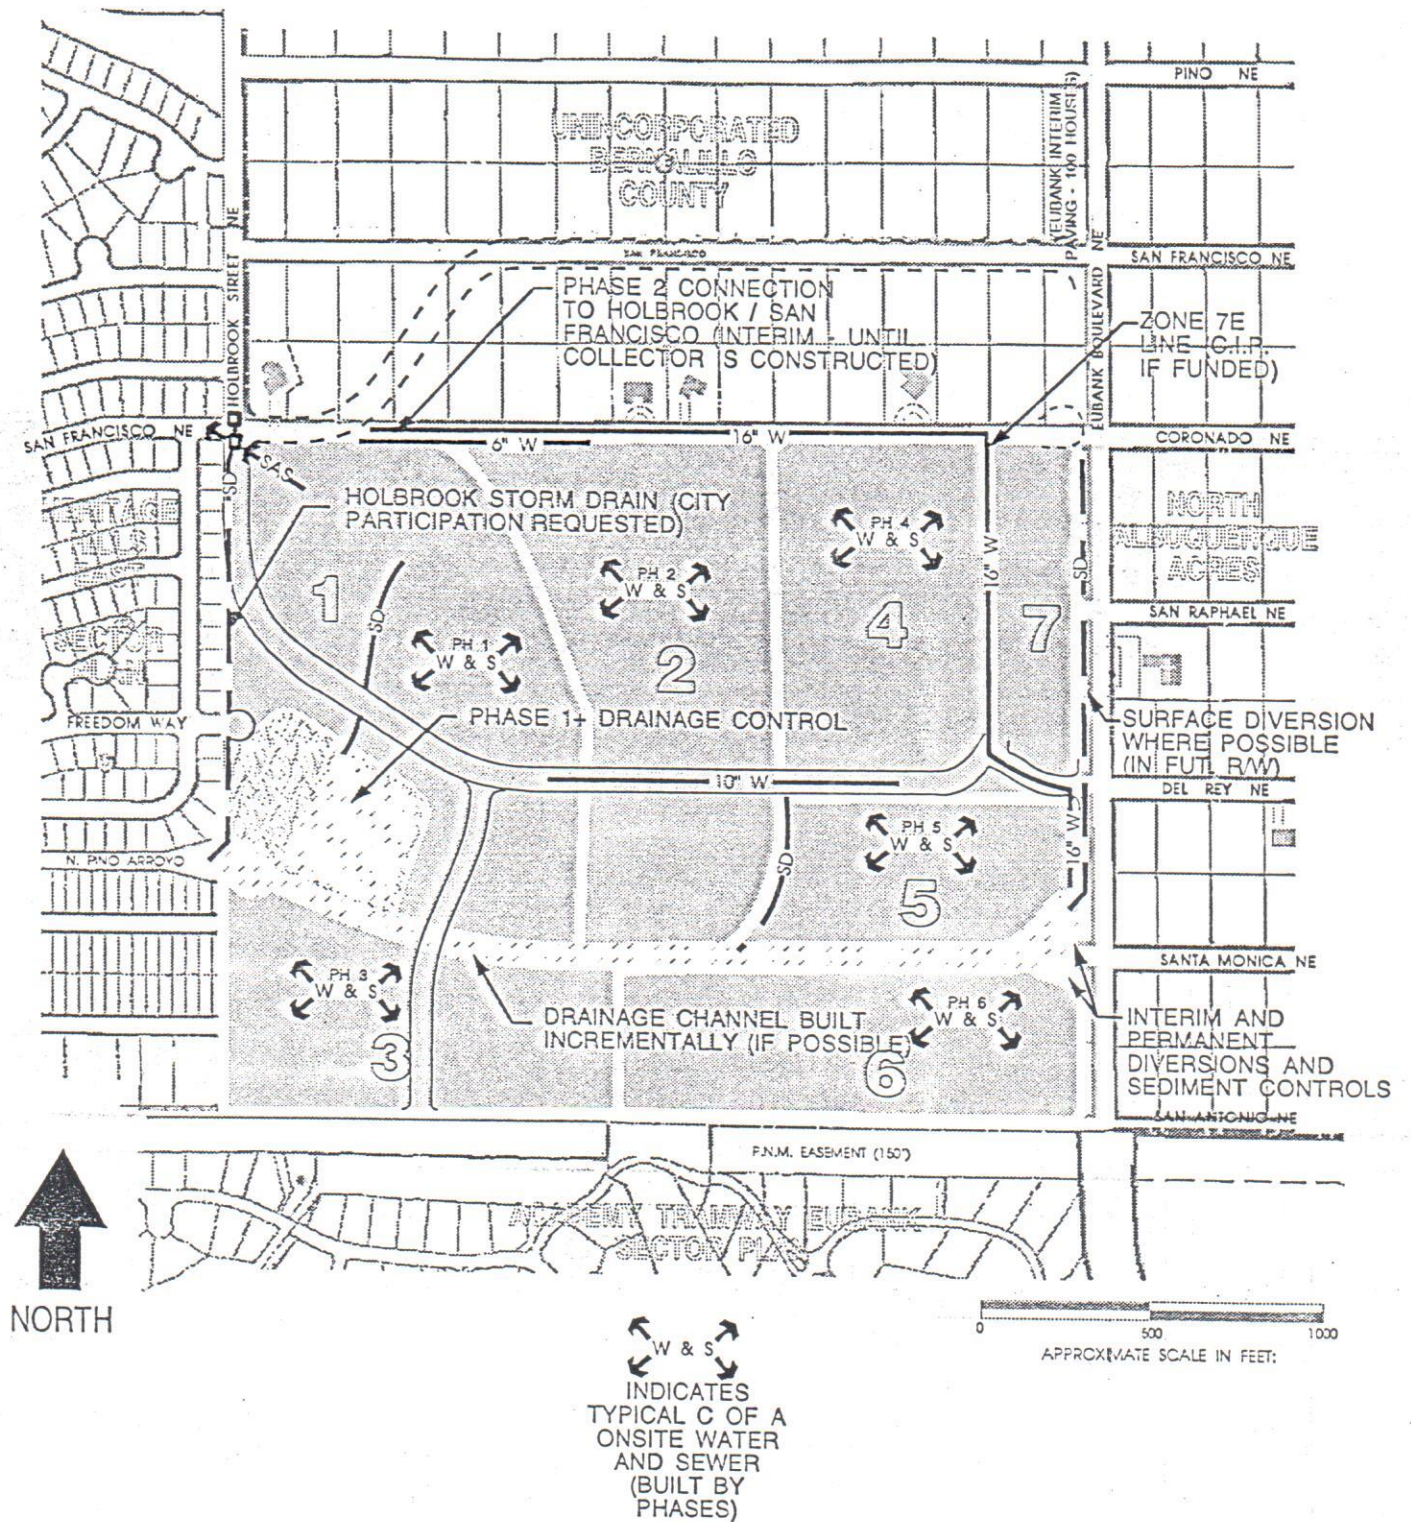 PINO NE
UNINCORPORATED
BERNALILLO
COUNTY
EUBANK INTERIM
PAVING - 100 HOUSES)
HOLBROOK STREET NE
SAN FRANCISCO
EUBANK BOULEVARD NE
SAN FRANCISCO NE
PHASE 2 CONNECTION
TO HOLBROOK / SAN
FRANCISCO (INTERIM - UNTIL
COLLECTOR IS CONSTRUCTED)
ZONE 7E
LINE (C.I.P.
IF FUNDED)
SAN FRANCISCO NE
6" W
16" W
CORONADO NE
SAS
SD
HOLBROOK STORM DRAIN (CITY
PARTICIPATION REQUESTED)
HERITAGE
HILLS
EAST
SECTOR
PLAN
NORTH
ALBUQUERQUE
ACRES
PH 4
W & S
16" W
SD
1
SD
PH 2
W & S
2
4
7
SAN RAPHAEL NE
PH 1
W & S
FREEDOM WAY
PHASE 1+ DRAINAGE CONTROL
SURFACE DIVERSION
WHERE POSSIBLE
(IN FUT. R/W)
10" W
DEL REY NE
PH 5
W & S
16" W
N. PINO ARROYO
SD
5
SANTA MONICA NE
PH 3
W & S
PH 6
W & S
DRAINAGE CHANNEL BUILT
INCREMENTALLY (IF POSSIBLE)
INTERIM AND
PERMANENT
DIVERSIONS AND
SEDIMENT CONTROLS
3
6
SAN ANTONIO NE
P.N.M. EASEMENT (150')
ACADEMY TRAMWAY EUBANK
SECTOR PLAN
NORTH
0 500 1000
APPROXIMATE SCALE IN FEET:
W & S
INDICATES
TYPICAL C OF A
ONSITE WATER
AND SEWER
(BUILT BY
PHASES)